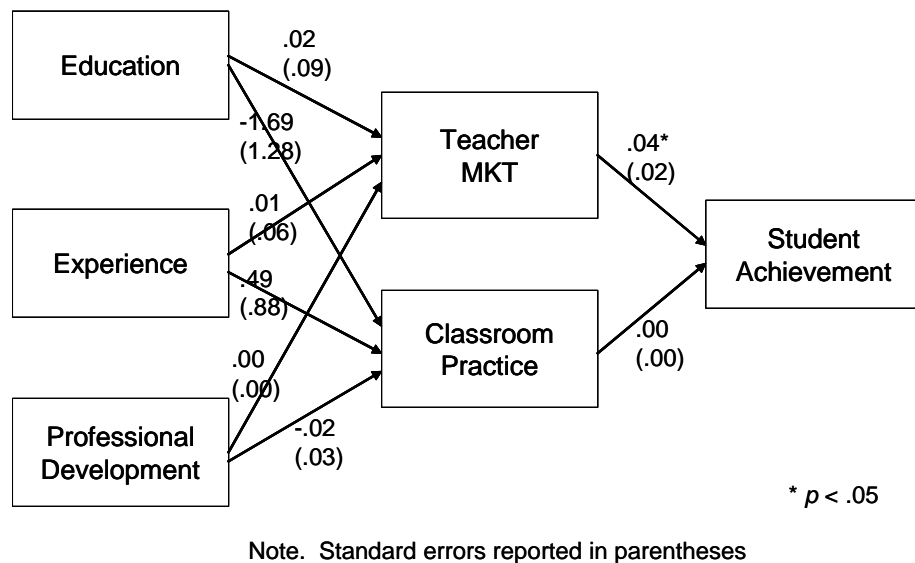 Education
.02
(.09)
-1.69
(1.28)
Teacher
MKT
.04*
(.02)
.01
(.06)
Experience
.49
(.88)
Student
Achievement
Classroom
Practice
.00
(.00)
.00
(.00)
Professional
Development
-.02
(.03)
* p < .05
Note. Standard errors reported in parentheses